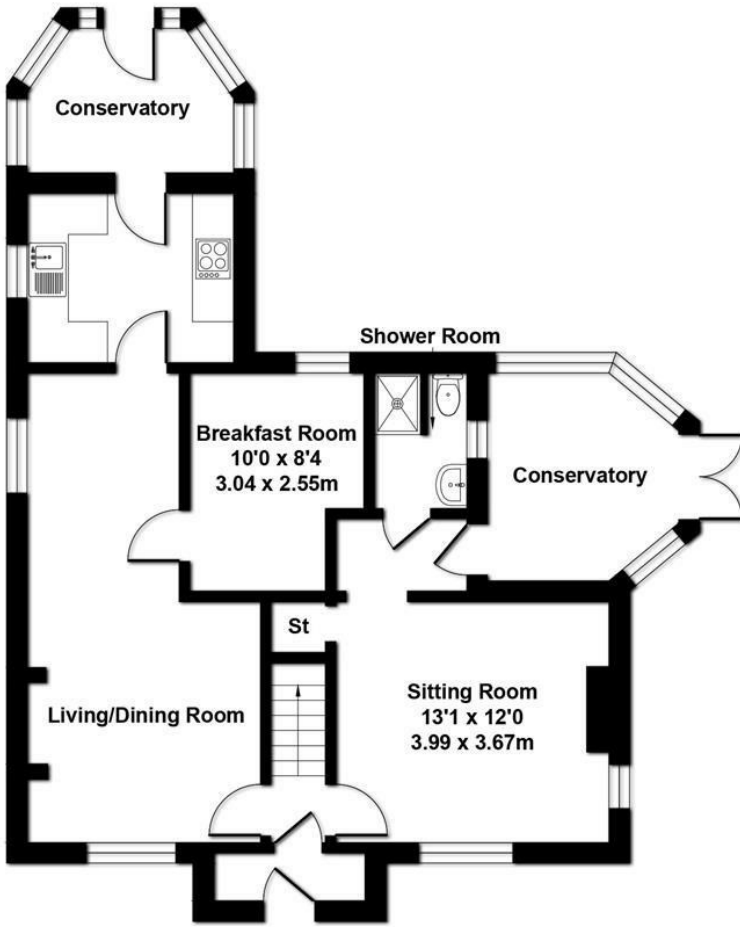 Conservatory
Shower Room
Breakfast Room
10'0 x 8'4
3.04 x 2.55m
Conservatory
St
Living/Dining Room
Sitting Room
13'1 x 12'0
3.99 x 3.67m